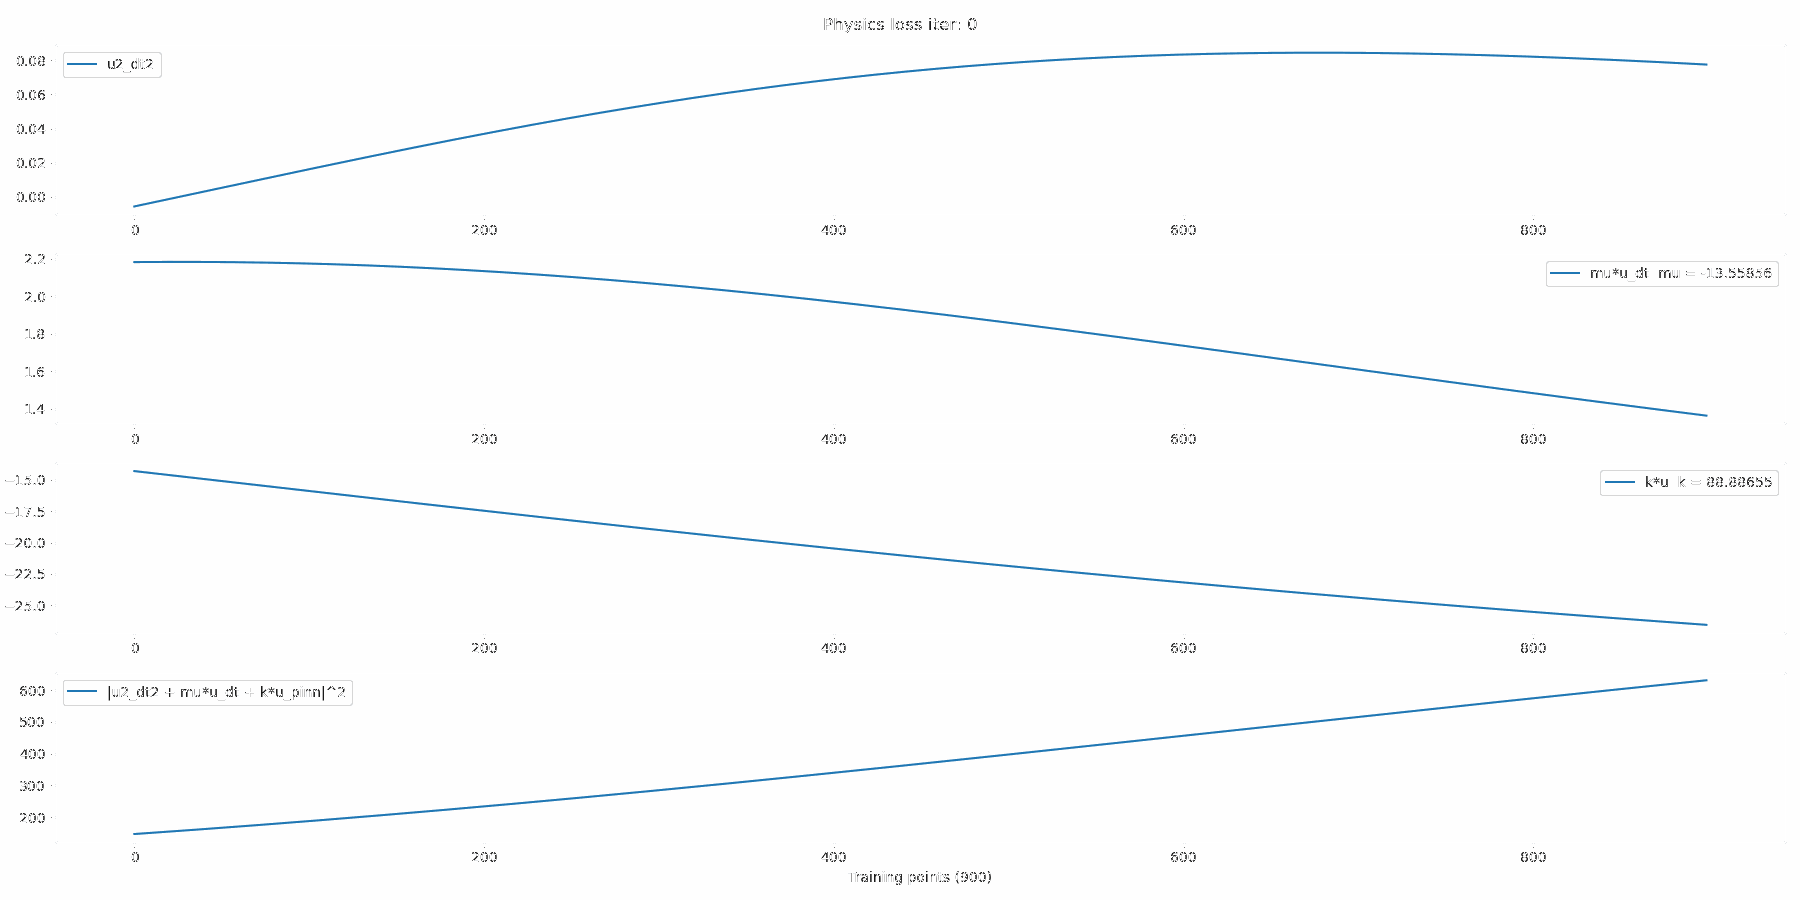 Physics loss iter: 0
u2_dt2
0.08
0.06
0.04
0.02
0.00
0 200 400 600 800
mu*u_dt mu = -13.55856
2.2
2.0
1.8
1.6
1.4
0 200 400 600 800
k*u k = 88.88655
−15.0
−17.5
−20.0
−22.5
−25.0
0 200 400 600 800
|u2_dt2 + mu*u_dt + k*u_pinn|^2
600
500
400
300
200
0 200 400 600 800
Training points (900)